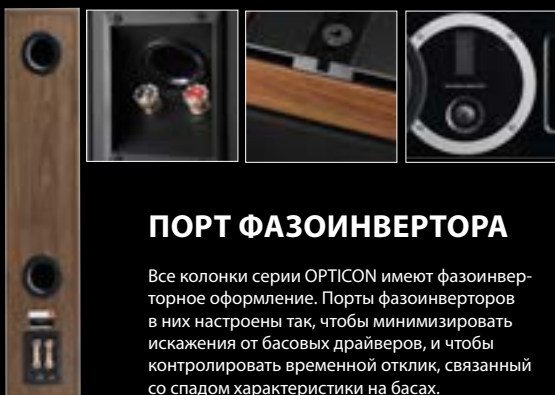 ПОРТ ФАЗОИНВЕРТОРА
Все колонки серии OPTICON имеют фазоинвер-
торное оформление. Порты фазоинверторов
в них настроены так, чтобы минимизировать
искажения от басовых драйверов, и чтобы
контролировать временной отклик, связанный
со спадом характеристики на басах.